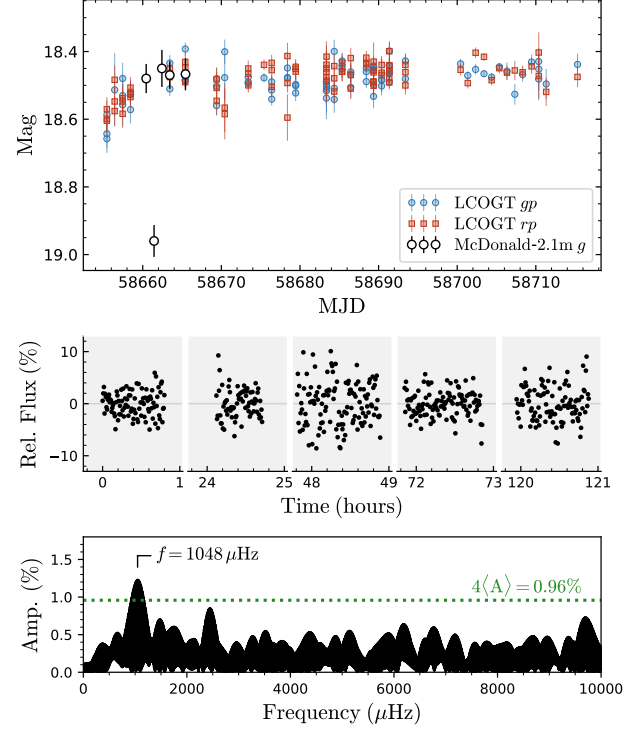 18.4
18.6
18.8
19.0
Mag
LCOGT gp
LCOGT rp
McDonald-2.1m g
58660 58670 58680 58690 58700 58710
MJD
10
0
−10
Rel. Flux (%)
0 1 24 25 48 49 72 73 120 121
Time (hours)
1.5
1.0
0.5
0.0
Amp. (%)
f = 1048 μHz
4⟨A⟩ = 0.96%
0 2000 4000 6000 8000 10000
Frequency (μHz)